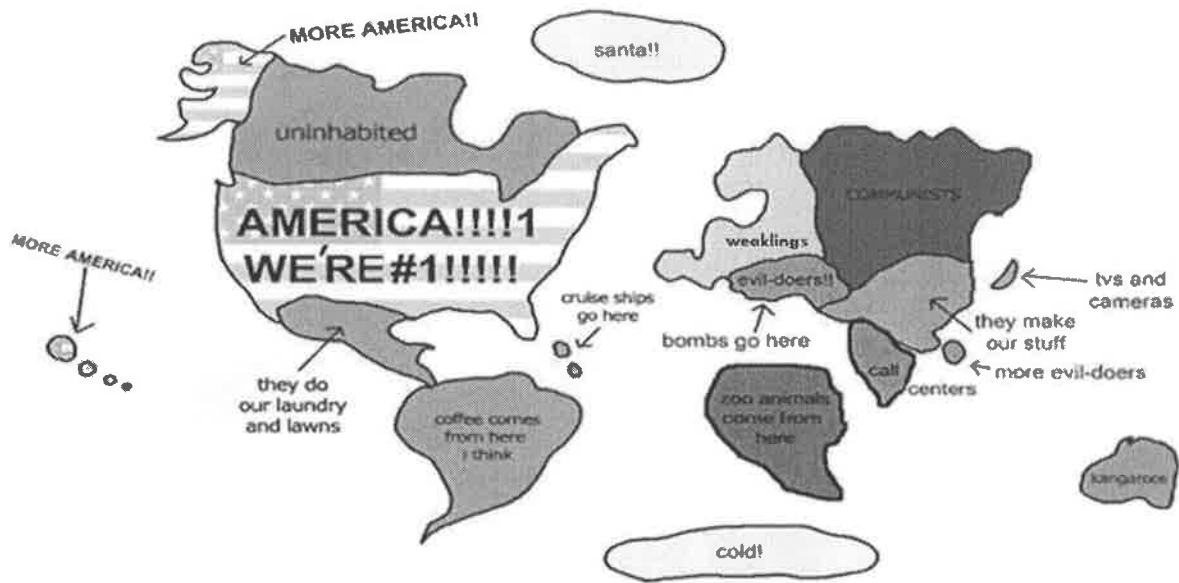 MORE AMERICA!!
santa!!
uninhabited
COMMUNISTS
AMERICA!!!!1
WE'RE #1!!!!!
weaklings
MORE AMERICA!!
evil-doers!!
tvs and
cameras
cruise ships
go here
bombs go here
they make
our stuff
call
centers
more evil-doers
they do
our laundry
and lawns
coffee comes
from here
i think
zoo animals
come from
here
kangaroos
cold!